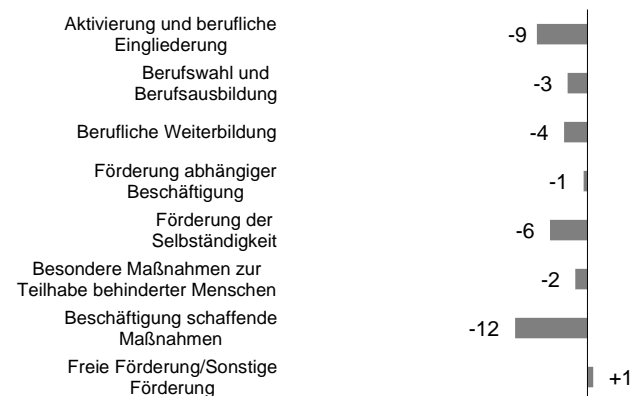 Aktivierung und berufliche
Eingliederung
-9
Berufswahl und
Berufsausbildung
-3
Berufliche Weiterbildung
-4
Förderung abhängiger
Beschäftigung
-1
Förderung der
Selbständigkeit
-6
Besondere Maßnahmen zur
Teilhabe behinderter Menschen
-2
Beschäftigung schaffende
Maßnahmen
-12
Freie Förderung/Sonstige
Förderung
+1